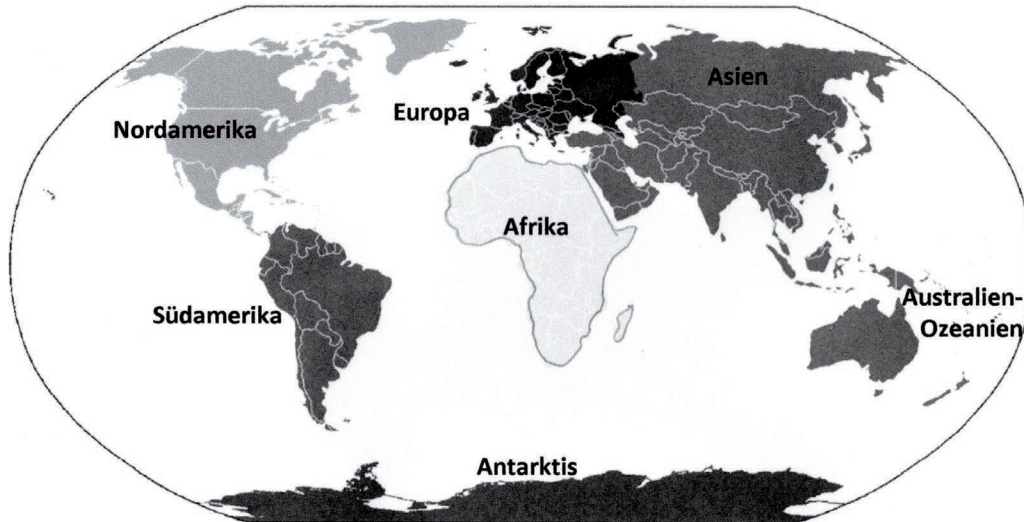 Asien
Europa
Nordamerika
Afrika
Südamerika
Australien-
Ozeanien
Antarktis